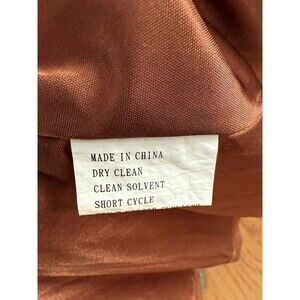 MADE IN CHINA
DRY CLEAN
CLEAN SOLVENT
SHORT CYCLE